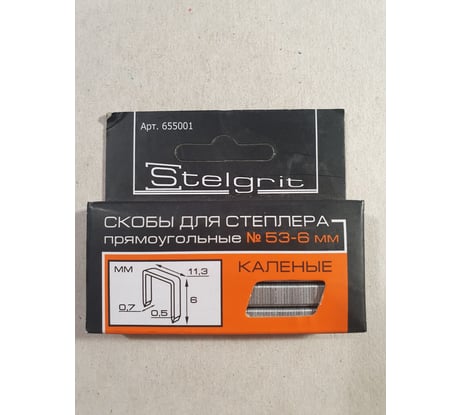 Арт. 655001
Stelgrit
СКОБЫ ДЛЯ СТЕПЛЕРА
прямоугольные № 53-6 мм
КАЛЕНЫЕ
мм
11,3
6
0,7
0,5